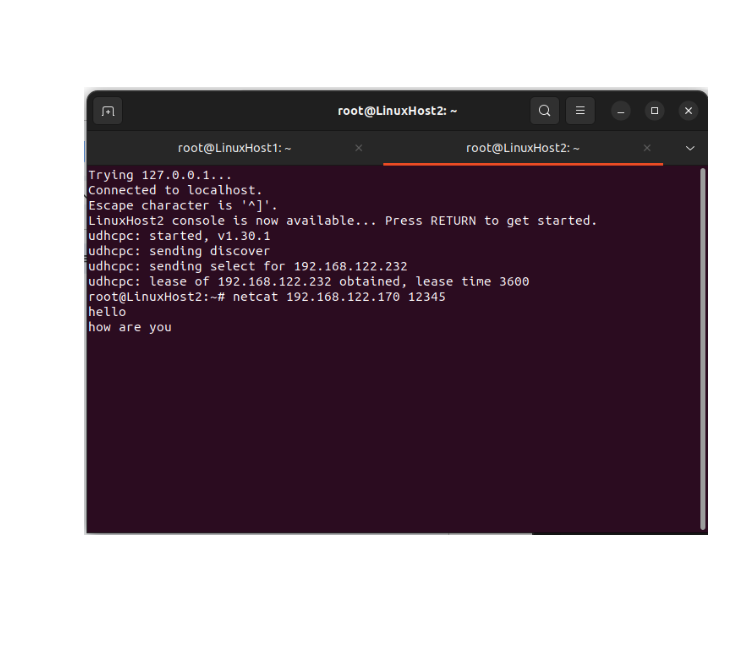 root@LinuxHost2: ~
root@LinuxHost1: ~
root@LinuxHost2: ~
Trying 127.0.0.1...
Connected to localhost.
Escape character is '^]'.
LinuxHost2 console is now available... Press RETURN to get started.
udhcpc: started, v1.30.1
udhcpc: sending discover
udhcpc: sending select for 192.168.122.232
udhcpc: lease of 192.168.122.232 obtained, lease time 3600
root@LinuxHost2:~# netcat 192.168.122.170 12345
hello
how are you